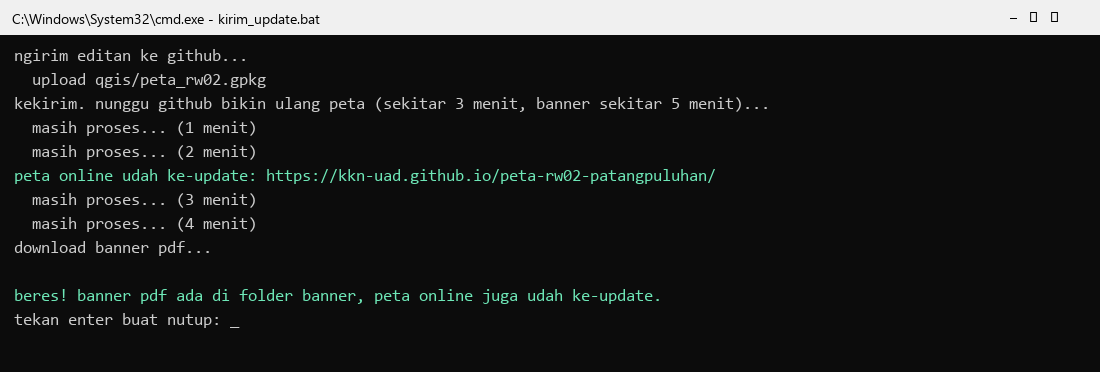 C:\Windows\System32\cmd.exe - kirim_update.bat
ngirim editan ke github...
upload qgis/peta_rw02.gpkg
kekirim. nunggu github bikin ulang peta (sekitar 3 menit, banner sekitar 5 menit)...
masih proses... (1 menit)
masih proses... (2 menit)
peta online udah ke-update: https://kkn-uad.github.io/peta-rw02-patangpuluhan/
masih proses... (3 menit)
masih proses... (4 menit)
download banner pdf...
beres! banner pdf ada di folder banner, peta online juga udah ke-update.
tekan enter buat nutup: _